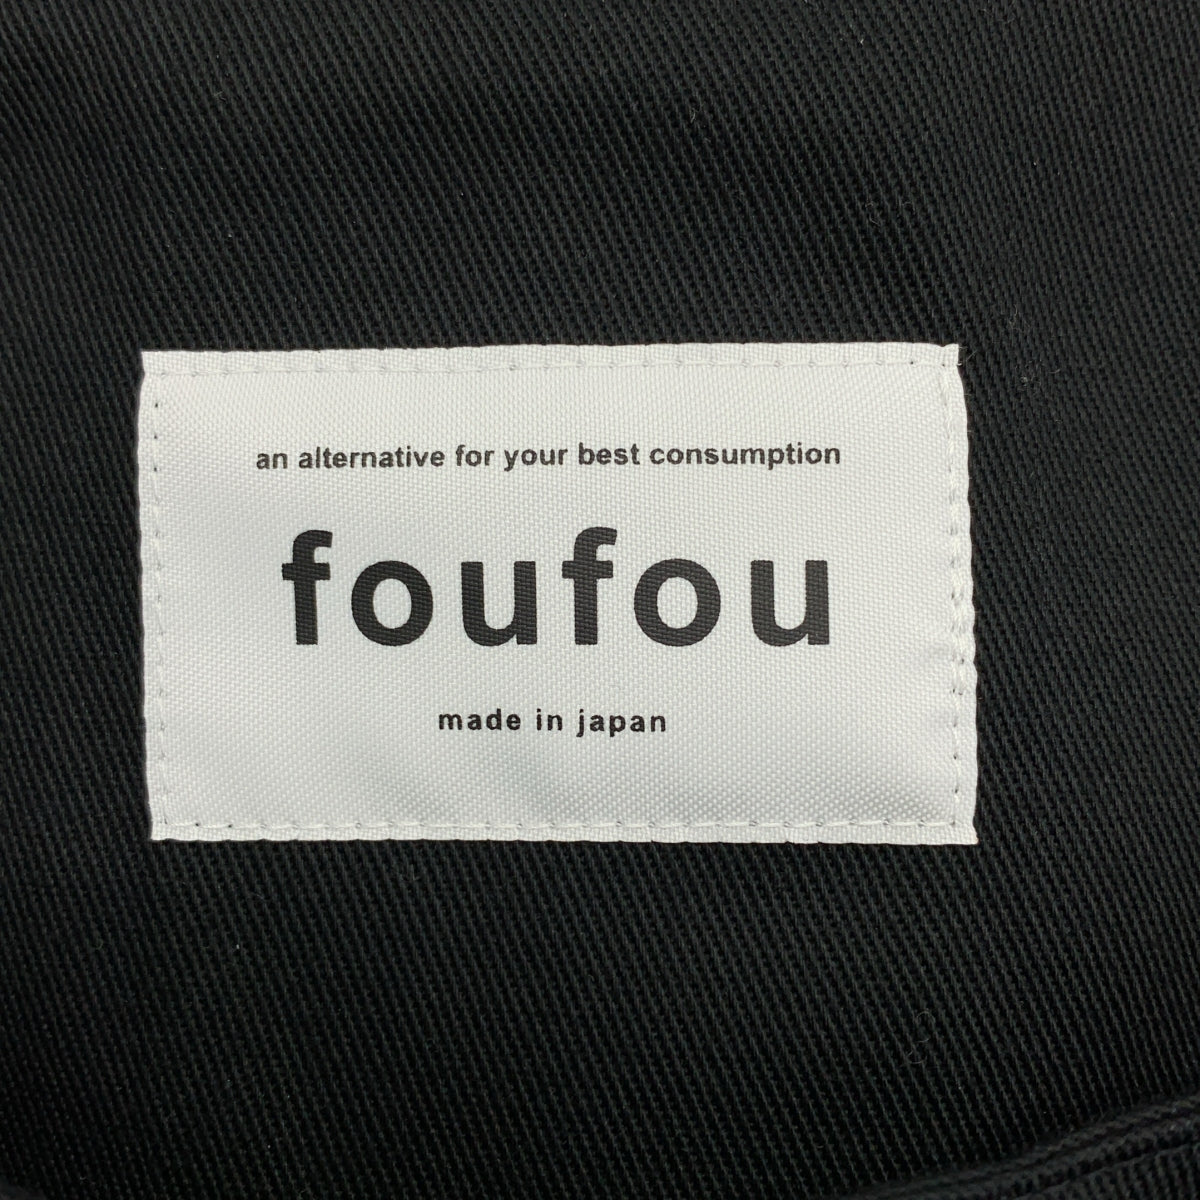 an alternative for your best consumption
foufou
made in japan